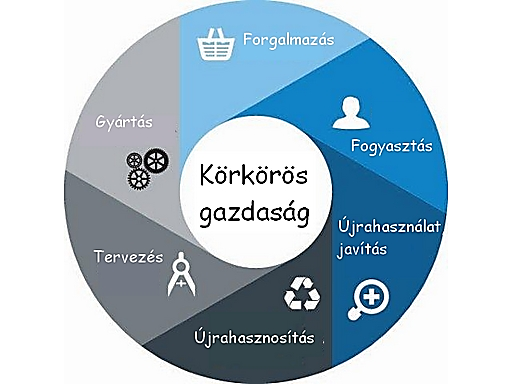 Forgalmazás
Gyártás
Fogyasztás
Körkörös
gazdaság
Újrahasználat
javítás
Tervezés
Újrahasznosítás .